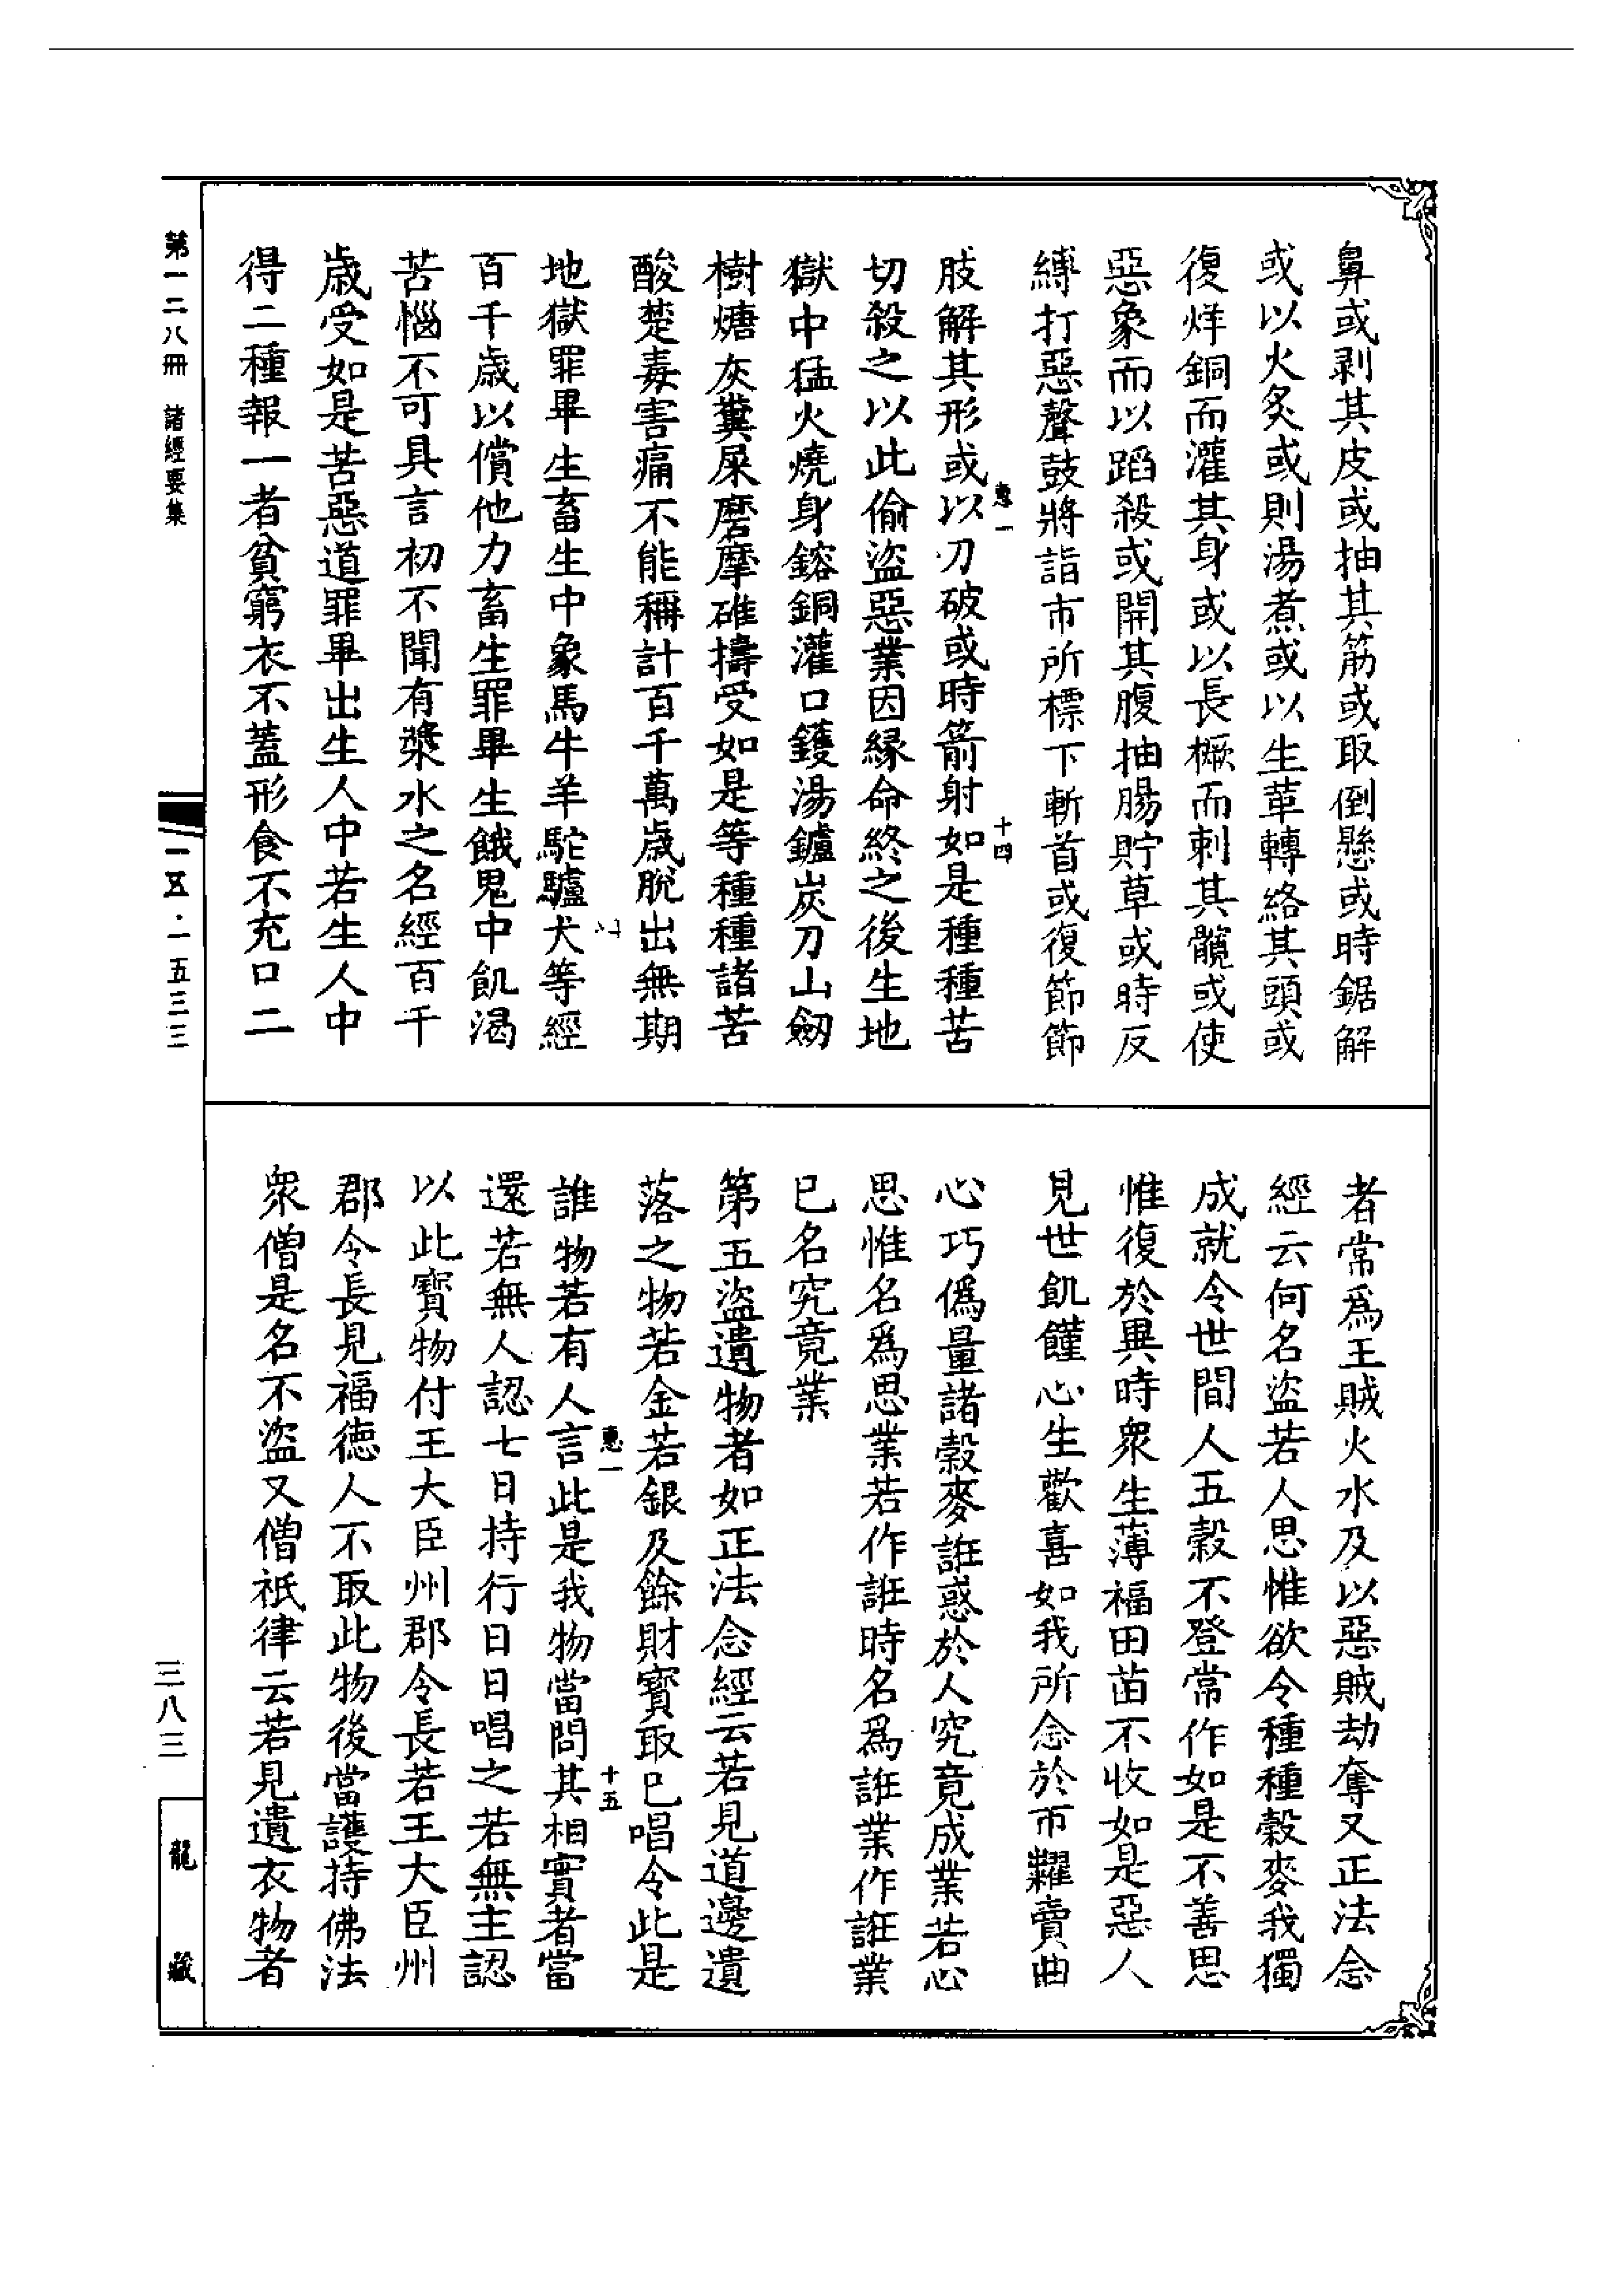 鼻或剥其皮或抽其筋或取倒懸或時鋸解
或以火炙或則湯煮或以生革轉絡其頭或
復烊銅而灌其身或以長橛而刺其髖或使
惡象而以蹈殺或開其腹抽腸貯草或時反
縛打惡聲鼓將詣市所標下斬首或復節節
肢解其形或以刀破或時箭射如是種種苦
惠一
十四
切殺之以此偷盜惡業因緣命終之後生地
獄中猛火燒身鎔銅灌口鑊湯鑪炭刀山劒
樹煻灰糞屎磨摩碓擣受如是等種種諸苦
酸楚毒害痛不能稱計百千萬歲脫出無期
地獄罪畢生畜生中象馬牛羊駝驢犬等經
百千歲以償他力畜生罪畢生餓鬼中飢渴
苦惱不可具言初不聞有漿水之名經百千
歲受如是苦惡道罪畢出生人中若生人中
得二種報一者貧窮衣不蓋形食不充口二
者常爲王賊火水及以惡賊劫奪又正法念
經云何名盜若人思惟欲令種種穀麥我獨
成就令世間人五穀不登常作如是不善思
惟復於異時衆生薄福田苗不收如是惡人
見世飢饉心生歡喜如我所念於市糶賣曲
心巧僞量諸穀麥誑惑於人究竟成業若心
思惟名爲思業若作誑時名爲誑業作誑業
已名究竟業
第五盜遺物者如正法念經云若見道邊遺
落之物若金若銀及餘財寶取已唱令此是
誰物若有人言此是我物當問其相實者當
惠一
十五
還若無人認七日持行日日唱之若無主認
以此寶物付王大臣州郡令長若王大臣州
郡令長見福德人不取此物後當護持佛法
衆僧是名不盜又僧祇律云若見遺衣物者
第一二八冊 諸經要集
一五·一五三三
三八三
龍藏